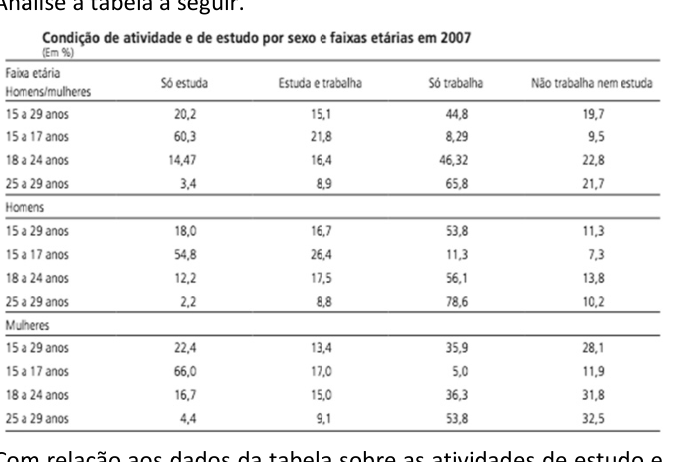 Analise a tabela a seguir.
Condição de atividade e de estudo por sexo e faixas etárias em 2007
(Em %)
Faixa etária
Homens/mulheres Só estuda Estuda e trabalha Só trabalha Não trabalha nem estuda
15 a 29 anos 20,2 15,1 44,8 19,7
15 a 17 anos 60,3 21,8 8,29 9,5
18 a 24 anos 14,47 16,4 46,32 22,8
25 a 29 anos 3,4 8,9 65,8 21,7
Homens
15 a 29 anos 18,0 16,7 53,8 11,3
15 a 17 anos 54,8 26,4 11,3 7,3
18 a 24 anos 12,2 17,5 56,1 13,8
25 a 29 anos 2,2 8,8 78,6 10,2
Mulheres
15 a 29 anos 22,4 13,4 35,9 28,1
15 a 17 anos 66,0 17,0 5,0 11,9
18 a 24 anos 16,7 15,0 36,3 31,8
25 a 29 anos 4,4 9,1 53,8 32,5
Com relação aos dados da tabela sobre as atividades de estudo e